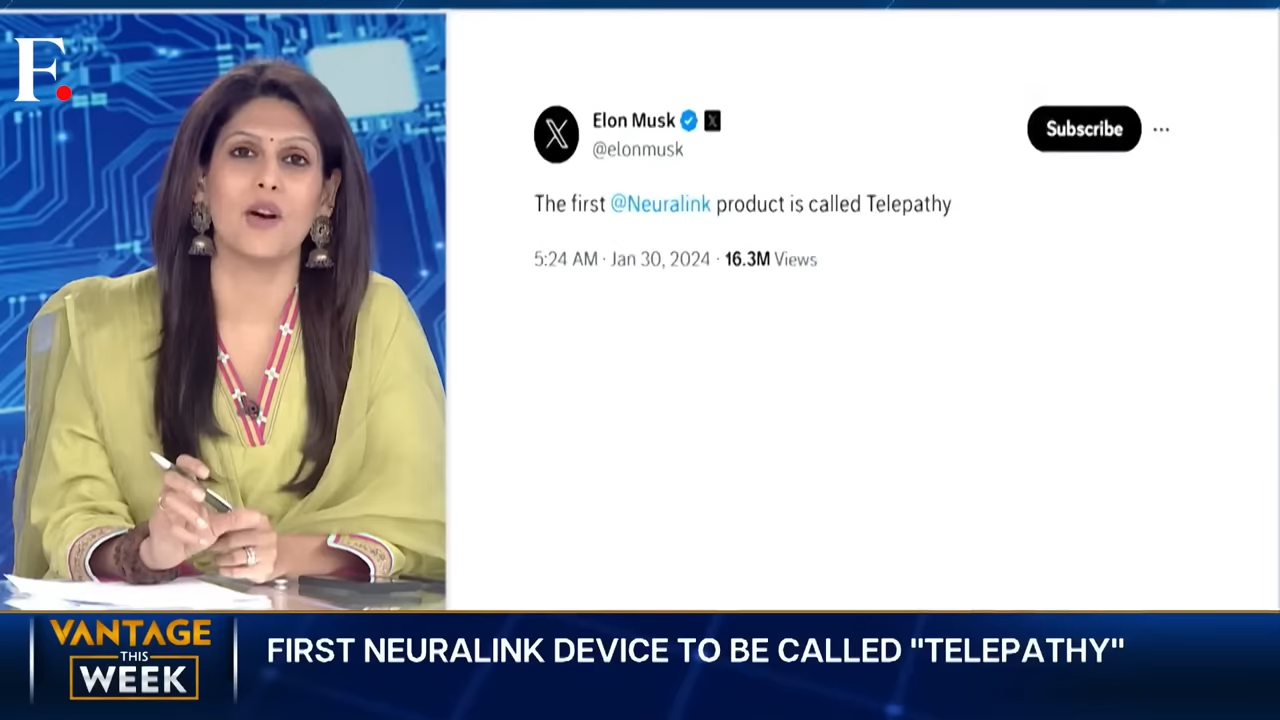 F.
Elon Musk
@elonmusk
Subscribe
The first @Neuralink product is called Telepathy
5:24 AM · Jan 30, 2024 · 16.3M Views
VANTAGE
THIS
WEEK
FIRST NEURALINK DEVICE TO BE CALLED "TELEPATHY"